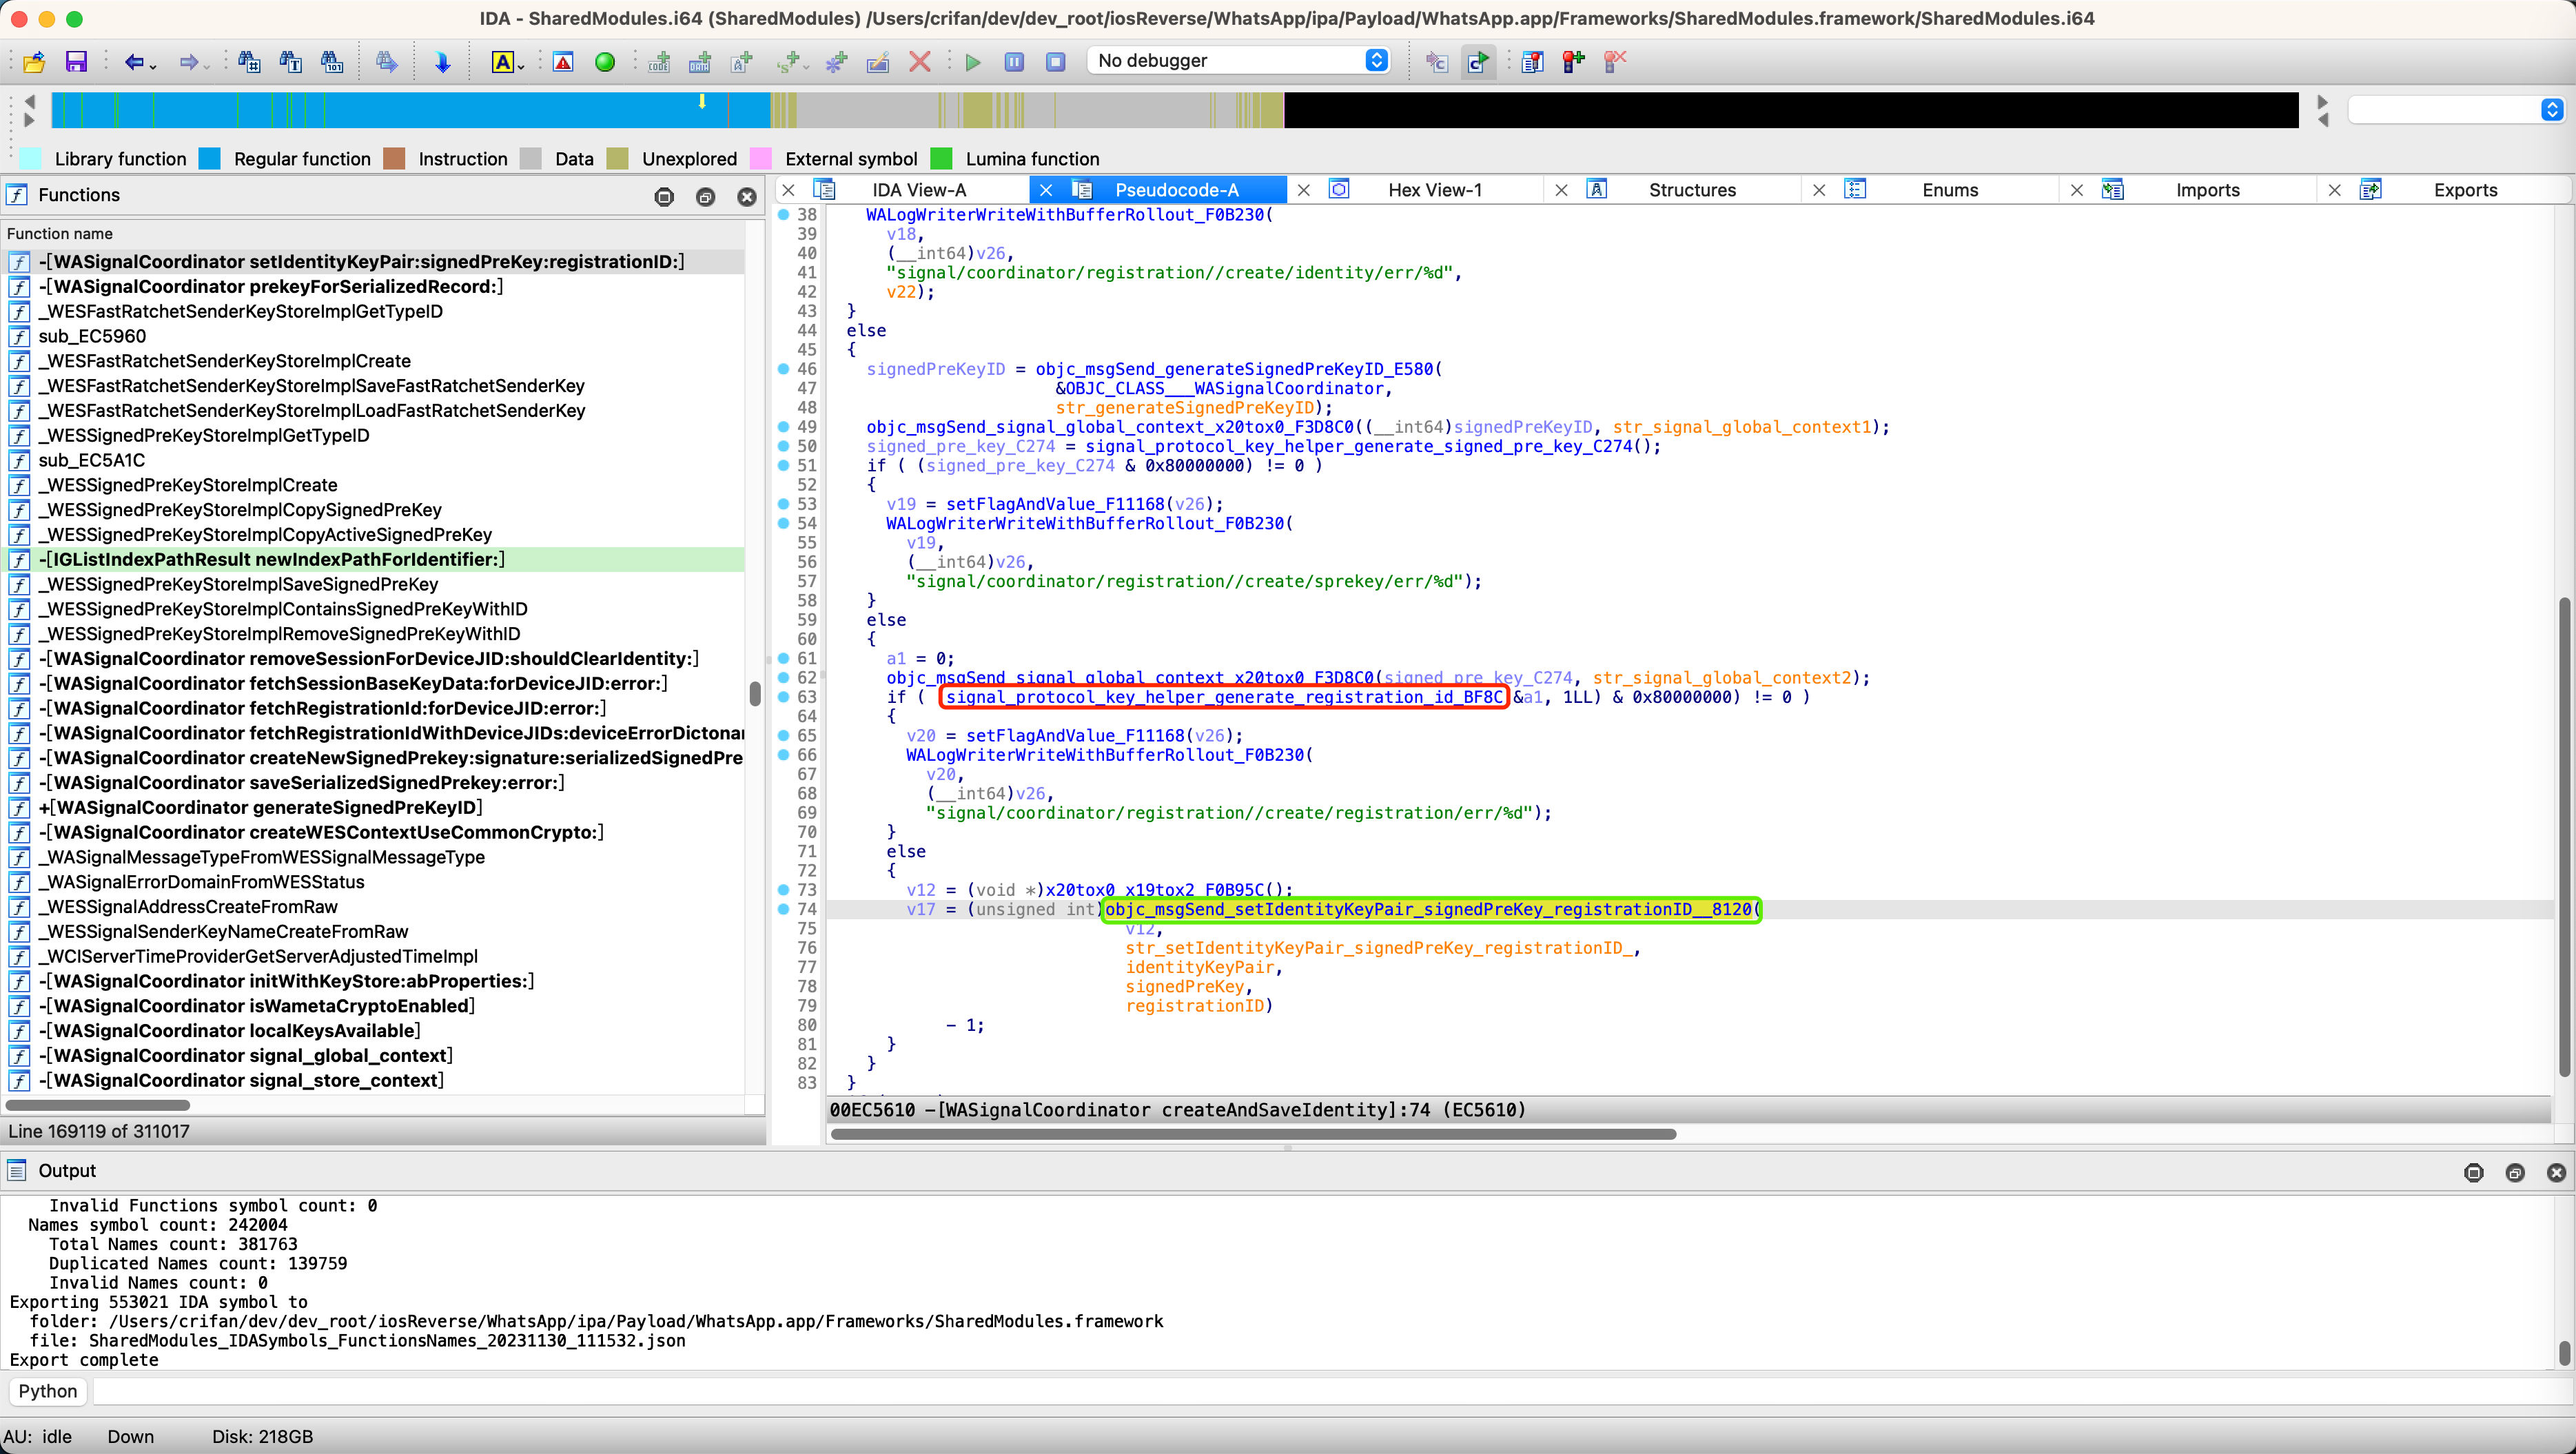 IDA - SharedModules.i64 (SharedModules) /Users/crifan/dev/dev_root/iosReverse/WhatsApp/ipa/Payload/WhatsApp.app/Frameworks/SharedModules.framework/SharedModules.i64
No debugger
Library function Regular function Instruction Data Unexplored External symbol Lumina function
Functions
Function name
-[WASignalCoordinator setIdentityKeyPair:signedPreKey:registrationID:]
-[WASignalCoordinator prekeyForSerializedRecord:]
_WESFastRatchetSenderKeyStoreImplGetTypeID
sub_EC5960
_WESFastRatchetSenderKeyStoreImplCreate
_WESFastRatchetSenderKeyStoreImplSaveFastRatchetSenderKey
_WESFastRatchetSenderKeyStoreImplLoadFastRatchetSenderKey
_WESSignedPreKeyStoreImplGetTypeID
sub_EC5A1C
_WESSignedPreKeyStoreImplCreate
_WESSignedPreKeyStoreImplCopySignedPreKey
_WESSignedPreKeyStoreImplCopyActiveSignedPreKey
-[IGListIndexPathResult newIndexPathForIdentifier:]
_WESSignedPreKeyStoreImplSaveSignedPreKey
_WESSignedPreKeyStoreImplContainsSignedPreKeyWithID
_WESSignedPreKeyStoreImplRemoveSignedPreKeyWithID
-[WASignalCoordinator removeSessionForDeviceJID:shouldClearIdentity:]
-[WASignalCoordinator fetchSessionBaseKeyData:forDeviceJID:error:]
-[WASignalCoordinator fetchRegistrationId:forDeviceJID:error:]
-[WASignalCoordinator fetchRegistrationIdWithDeviceJIDs:deviceErrorDictonar
-[WASignalCoordinator createNewSignedPrekey:signature:serializedSignedPre
-[WASignalCoordinator saveSerializedSignedPrekey:error:]
+[WASignalCoordinator generateSignedPreKeyID]
-[WASignalCoordinator createWESContextUseCommonCrypto:]
_WASignalMessageTypeFromWESSignalMessageType
_WASignalErrorDomainFromWESStatus
_WESSignalAddressCreateFromRaw
_WESSignalSenderKeyNameCreateFromRaw
_WCIServerTimeProviderGetServerAdjustedTimeImpl
-[WASignalCoordinator initWithKeyStore:abProperties:]
-[WASignalCoordinator isWametaCryptoEnabled]
-[WASignalCoordinator localKeysAvailable]
-[WASignalCoordinator signal_global_context]
-[WASignalCoordinator signal_store_context]
Line 169119 of 311017
IDA View-A Pseudocode-A Hex View-1 Structures Enums Imports Exports
38 WALogWriterWriteWithBufferRollout_F0B230(
39 v18,
40 (__int64)v26,
41 "signal/coordinator/registration//create/identity/err/%d",
42 v22);
43 }
44 else
45 {
46 signedPreKeyID = objc_msgSend_generateSignedPreKeyID_E580(
47 &OBJC_CLASS___WASignalCoordinator,
48 str_generateSignedPreKeyID);
49 objc_msgSend_signal_global_context_x20tox0_F3D8C0((__int64)signedPreKeyID, str_signal_global_context1);
50 signed_pre_key_C274 = signal_protocol_key_helper_generate_signed_pre_key_C274();
51 if ( (signed_pre_key_C274 & 0x80000000) != 0 )
52 {
53 v19 = setFlagAndValue_F11168(v26);
54 WALogWriterWriteWithBufferRollout_F0B230(
55 v19,
56 (__int64)v26,
57 "signal/coordinator/registration//create/sprekey/err/%d");
58 }
59 else
60 {
61 a1 = 0;
62 objc_msgSend_signal_global_context_x20tox0_F3D8C0(signed_pre_key_C274, str_signal_global_context2);
63 if ( signal_protocol_key_helper_generate_registration_id_BF8C &a1, 1LL) & 0x80000000) != 0 )
64 {
65 v20 = setFlagAndValue_F11168(v26);
66 WALogWriterWriteWithBufferRollout_F0B230(
67 v20,
68 (__int64)v26,
69 "signal/coordinator/registration//create/registration/err/%d");
70 }
71 else
72 {
73 v12 = (void *)x20tox0_x19tox2_F0B95C();
74 v17 = (unsigned int)objc_msgSend_setIdentityKeyPair_signedPreKey_registrationID__8120(
75 v12,
76 str_setIdentityKeyPair_signedPreKey_registrationID_,
77 identityKeyPair,
78 signedPreKey,
79 registrationID)
80 - 1;
81 }
82 }
83 }
00EC5610 -[WASignalCoordinator createAndSaveIdentity]:74 (EC5610)
Output
Invalid Functions symbol count: 0
Names symbol count: 242004
Total Names count: 381763
Duplicated Names count: 139759
Invalid Names count: 0
Exporting 553021 IDA symbol to
folder: /Users/crifan/dev/dev_root/iosReverse/WhatsApp/ipa/Payload/WhatsApp.app/Frameworks/SharedModules.framework
file: SharedModules_IDASymbols_FunctionsNames_20231130_111532.json
Export complete
Python
AU: idle Down Disk: 218GB